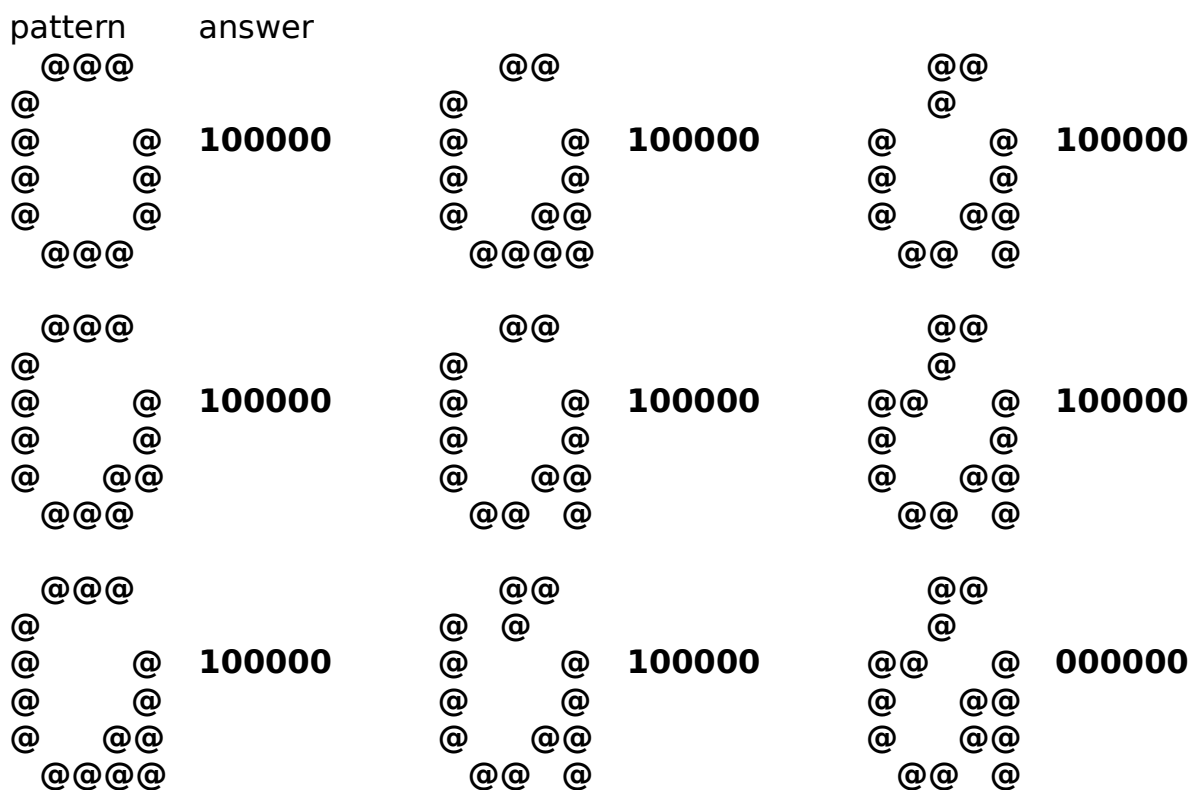 pattern answer
 @@@ @@ @@
@ @ @
@ @ 100000 @ @ 100000 @ @ 100000
@ @ @ @ @ @
@ @ @ @@ @ @@
@@@ @@@@ @@ @
@@@ @@ @@
@ @ @
@ @ 100000 @ @ 100000 @@ @ 100000
@ @ @ @ @ @
@ @@ @ @@ @ @@
@@@ @@ @ @@ @
@@@ @@ @@
@ @ @ @
@ @ 100000 @ @ 100000 @@ @ 000000
@ @ @ @ @ @@
@ @@ @ @@ @ @@
@@@@ @@ @ @@ @